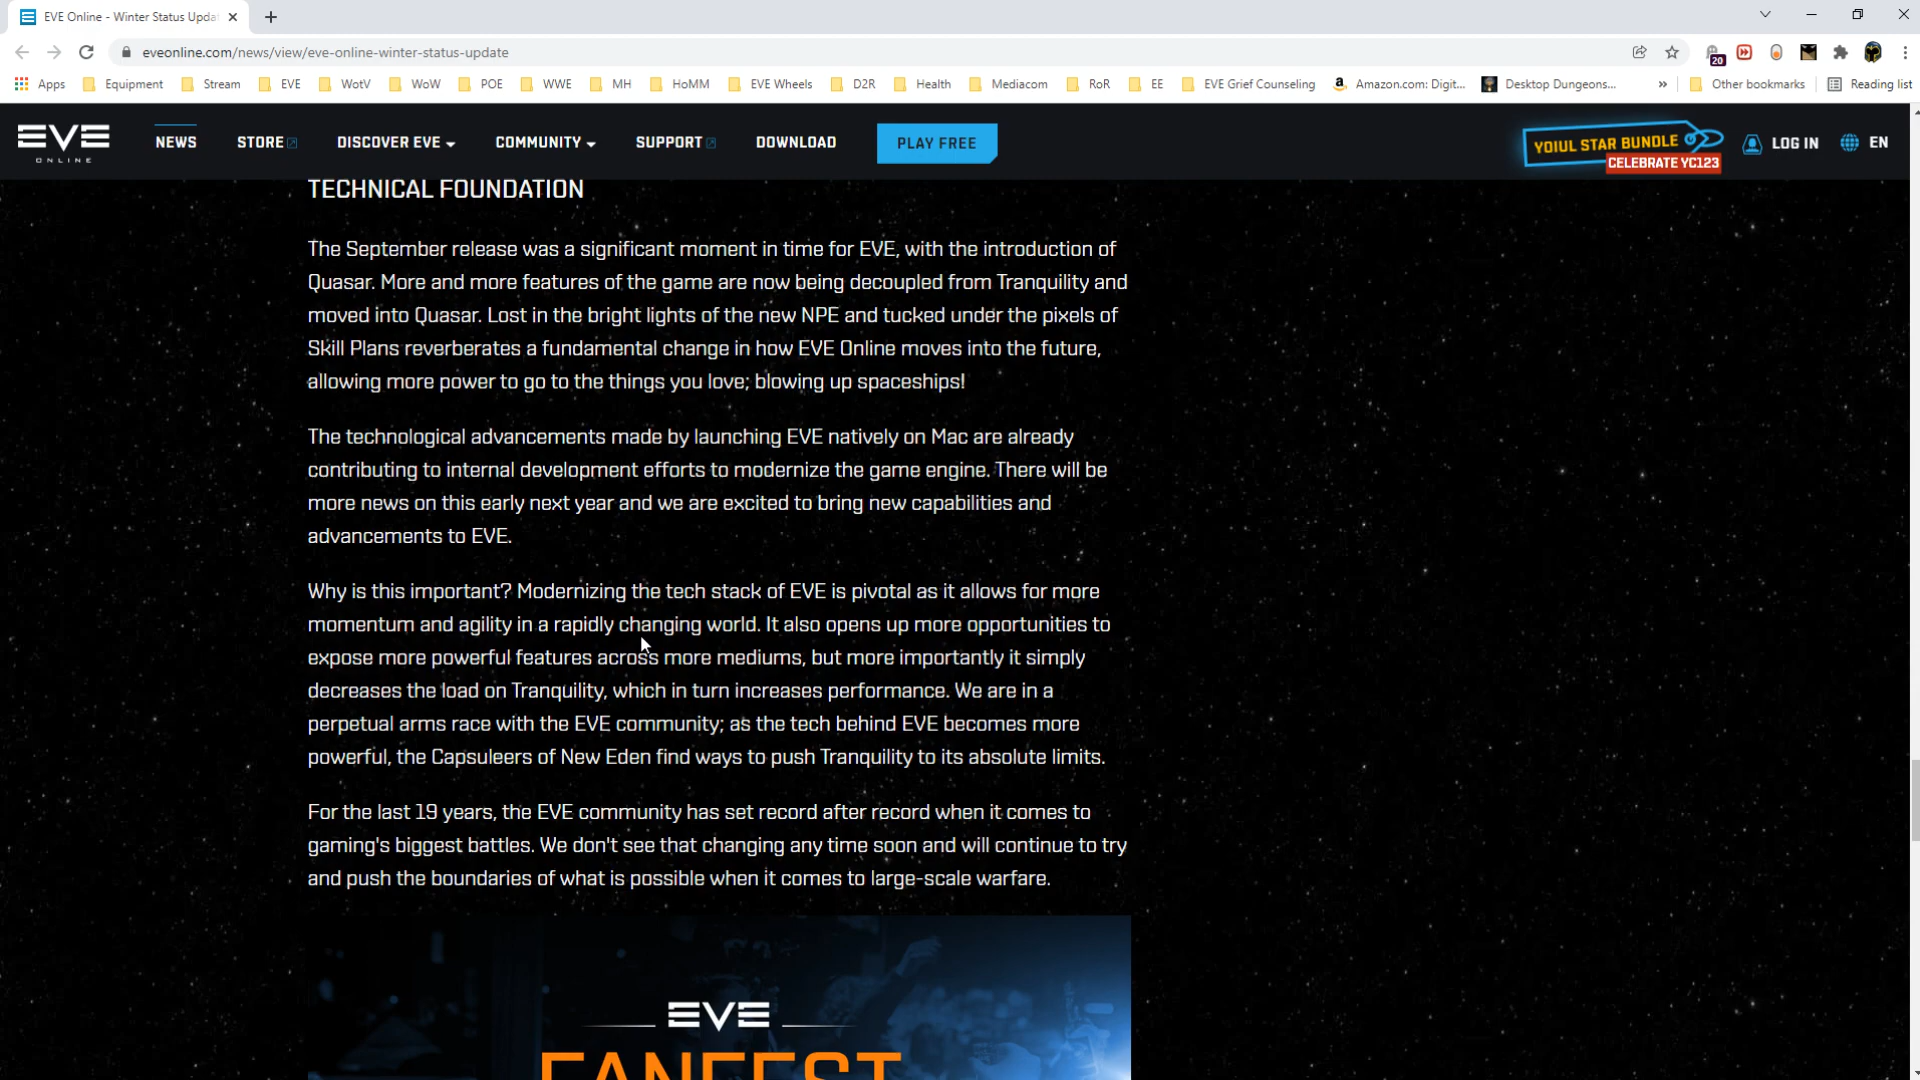 EVE Online - Winter Status Upda
eveonline.com/news/view/eve-online-winter-status-update
20
Apps
Equipment
Stream
EVE
WotV
WoW
POE
WWE
MH
HoMM
EVE Wheels
D2R
Health
Mediacom
RoR
EE
EVE Grief Counseling
Amazon.com: Digit...
Desktop Dungeons...
»
Other bookmarks
Reading list
EVE
ONLINE
NEWS
STORE
DISCOVER EVE
COMMUNITY
SUPPORT
DOWNLOAD
PLAY FREE
YOIUL STAR BUNDLE
CELEBRATE YC123
LOG IN
EN
TECHNICAL FOUNDATION
The September release was a significant moment in time for EVE, with the introduction of
Quasar. More and more features of the game are now being decoupled from Tranquility and
moved into Quasar. Lost in the bright lights of the new NPE and tucked under the pixels of
Skill Plans reverberates a fundamental change in how EVE Online moves into the future,
allowing more power to go to the things you love; blowing up spaceships!
The technological advancements made by launching EVE natively on Mac are already
contributing to internal development efforts to modernize the game engine. There will be
more news on this early next year and we are excited to bring new capabilities and
advancements to EVE.
Why is this important? Modernizing the tech stack of EVE is pivotal as it allows for more
momentum and agility in a rapidly changing world. It also opens up more opportunities to
expose more powerful features across more mediums, but more importantly it simply
decreases the load on Tranquility, which in turn increases performance. We are in a
perpetual arms race with the EVE community; as the tech behind EVE becomes more
powerful, the Capsuleers of New Eden find ways to push Tranquility to its absolute limits.
For the last 19 years, the EVE community has set record after record when it comes to
gaming's biggest battles. We don't see that changing any time soon and will continue to try
and push the boundaries of what is possible when it comes to large-scale warfare.
EVE
FANFEST